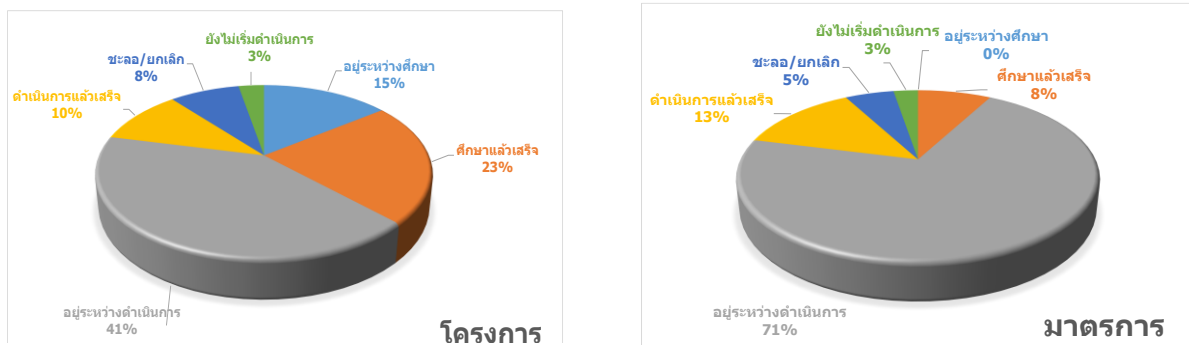 ยังไม่เริ่มดำเนินการ
3%
ชะลอ/ยกเลิก
8%
อยู่ระหว่างศึกษา
15%
ดำเนินการแล้วเสร็จ
10%
ศึกษาแล้วเสร็จ
23%
อยู่ระหว่างดำเนินการ
41%
โครงการ
ยังไม่เริ่มดำเนินการ
3%
อยู่ระหว่างศึกษา
0%
ชะลอ/ยกเลิก
5%
ศึกษาแล้วเสร็จ
8%
ดำเนินการแล้วเสร็จ
13%
อยู่ระหว่างดำเนินการ
71%
มาตรการ